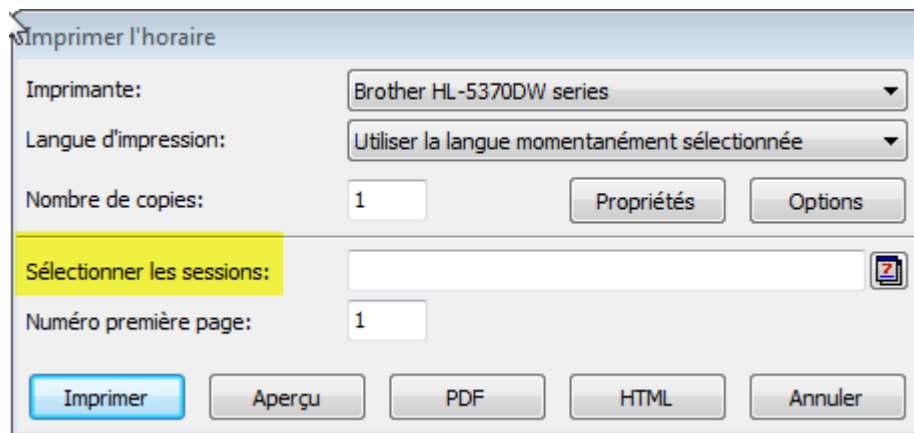 Imprimer l'horaire
Imprimante: Brother HL-5370DW series
Langue d'impression: Utiliser la langue momentanément sélectionnée
Nombre de copies: 1 Propriétés Options
Sélectionner les sessions: ?
Numéro première page: 1
Imprimer Aperçu PDF HTML Annuler